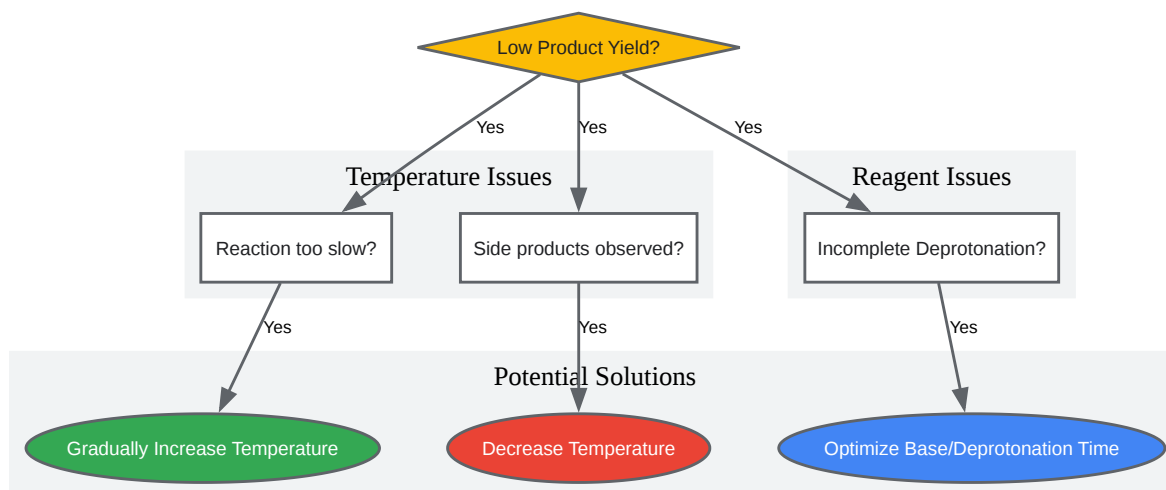 Low Product Yield?
Yes
Yes
Yes
Temperature Issues
Reagent Issues
Reaction too slow?
Side products observed?
Incomplete Deprotonation?
Yes
Yes
Yes
Potential Solutions
Gradually Increase Temperature
Decrease Temperature
Optimize Base/Deprotonation Time